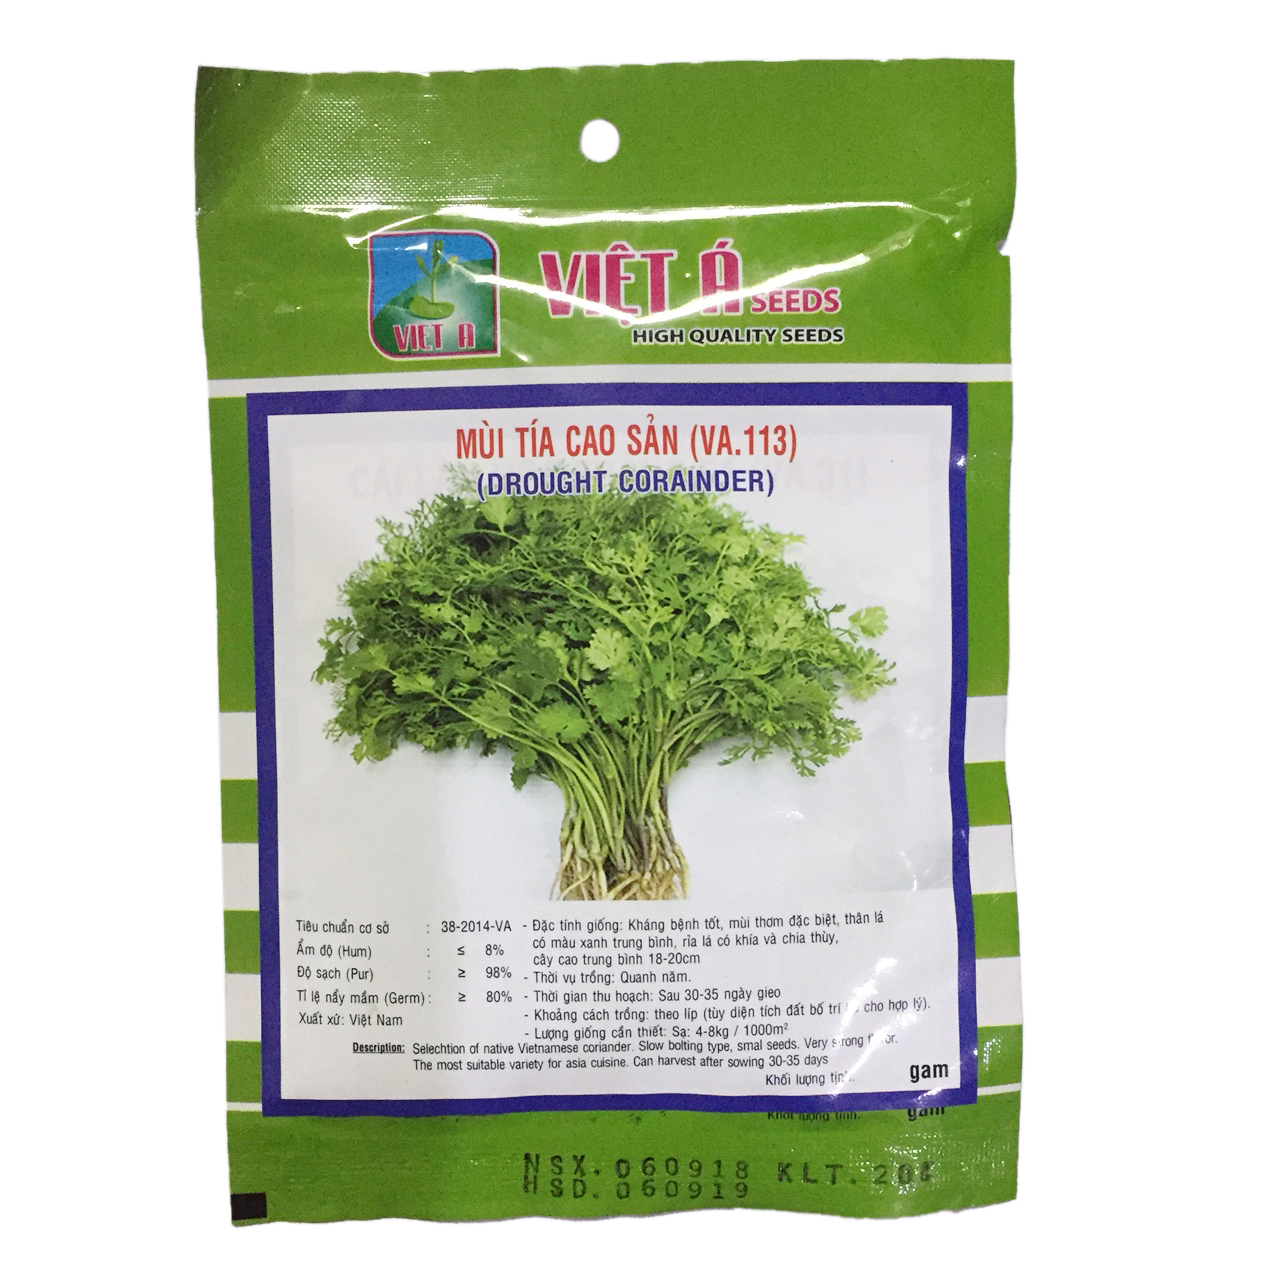 VIỆT Á
VIỆT Á SEEDS
HIGH QUALITY SEEDS
MÙI TÍA CAO SẢN (VA.113)
(DROUGHT CORAINDER)
Tiêu chuẩn cơ sở : 38-2014-VA
Ẩm độ (Hum) : ≤ 8%
Độ sạch (Pur) : ≥ 98%
Tỉ lệ nẩy mầm (Germ) : ≥ 80%
Xuất xứ: Việt Nam
- Đặc tính giống: Kháng bệnh tốt, mùi thơm đặc biệt, thân lá
có màu xanh trung bình, rìa lá có khía và chia thùy,
cây cao trung bình 18-20cm
- Thời vụ trồng: Quanh năm.
- Thời gian thu hoạch: Sau 30-35 ngày gieo
- Khoảng cách trồng: theo líp (tùy diện tích đất bố trí cho hợp lý).
- Lượng giống cần thiết: Sạ: 4-8kg / 1000m²
Description: Selechtion of native Vietnamese coriander. Slow bolting type, smal seeds. Very strong flavor.
The most suitable variety for asia cuisine. Can harvest after sowing 30-35 days
Khối lượng tịnh: gam
Khối lượng tịnh: gam
NSX. 060918 KLT. 20g
HSD. 060919